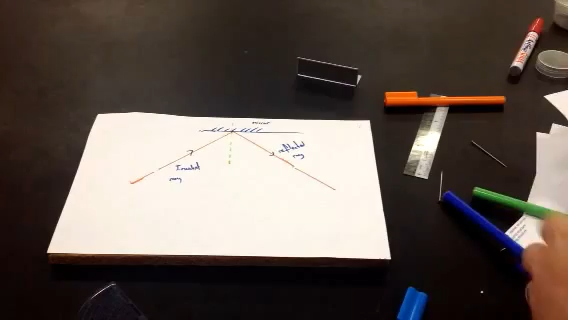 mirror
Incident
ray
reflected
ray